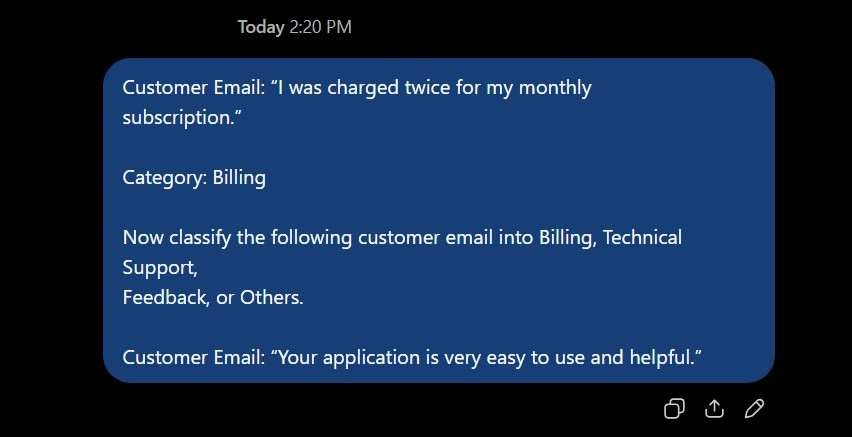 Today 2:20 PM
Customer Email: “I was charged twice for my monthly
subscription.”
Category: Billing
Now classify the following customer email into Billing, Technical
Support,
Feedback, or Others.
Customer Email: “Your application is very easy to use and helpful.”